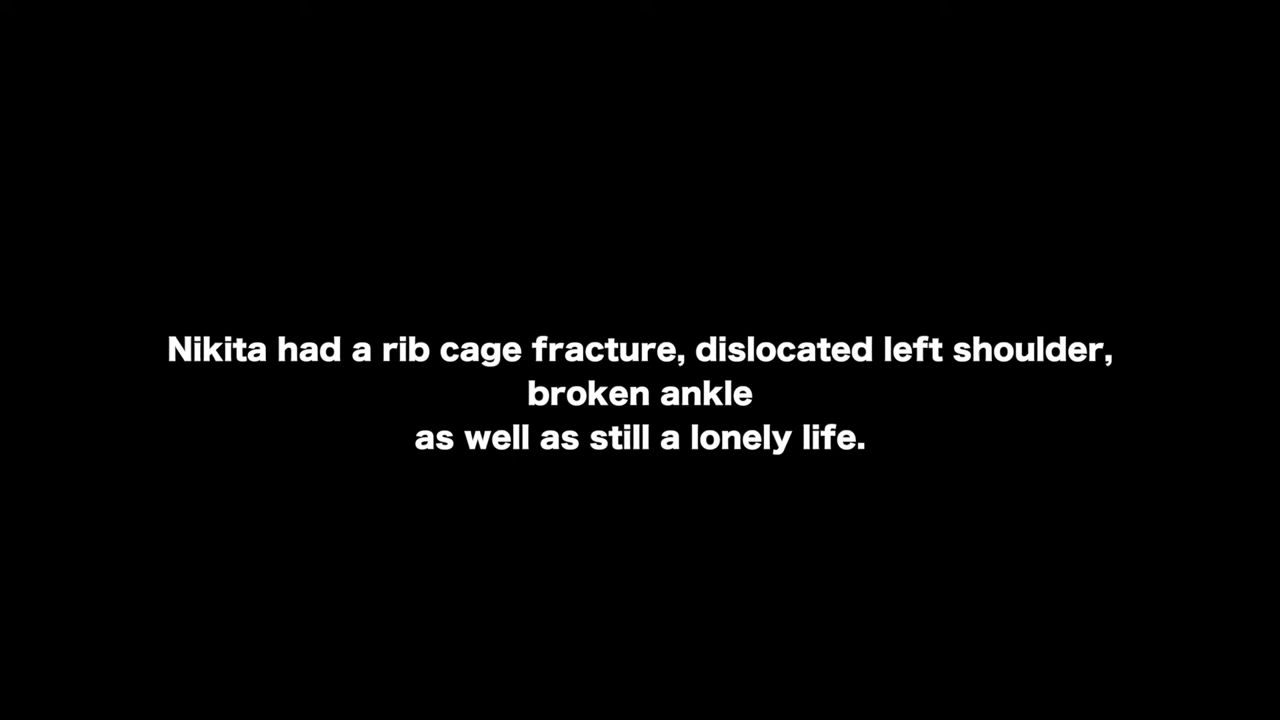 Nikita had a rib cage fracture, dislocated left shoulder,
broken ankle
as well as still a lonely life.